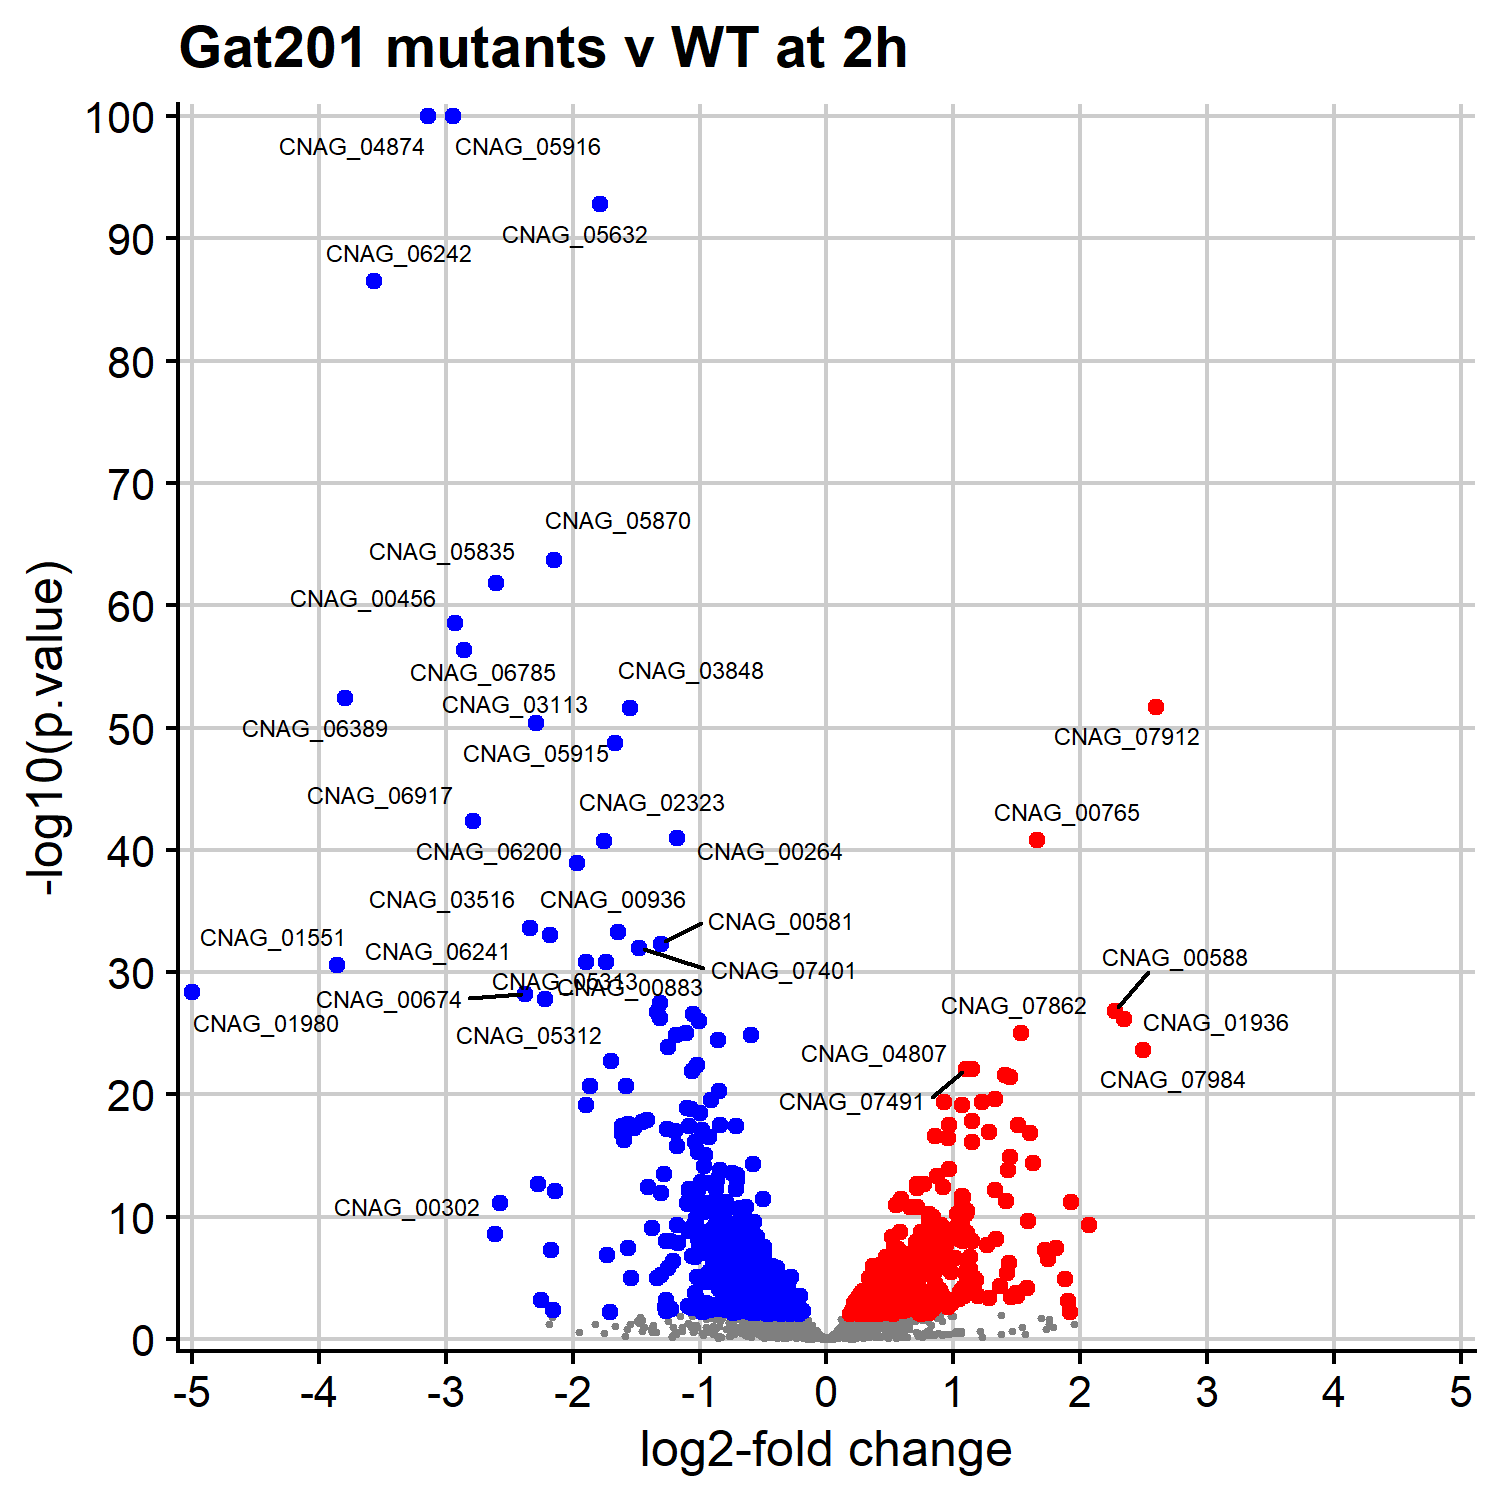 Gat201 mutants v WT at 2h
100
90
80
70
60
50
40
30
20
10
0
-log10(p.value)
CNAG_04874
CNAG_05916
CNAG_05632
CNAG_06242
CNAG_05870
CNAG_05835
CNAG_00456
CNAG_06785
CNAG_03848
CNAG_03113
CNAG_06389
CNAG_07912
CNAG_05915
CNAG_06917
CNAG_02323
CNAG_00765
CNAG_06200
CNAG_00264
CNAG_03516
CNAG_00936
CNAG_00581
CNAG_01551
CNAG_06241
CNAG_07401
CNAG_00588
CNAG_05313
CNAG_00883
CNAG_00674
CNAG_07862
CNAG_01980
CNAG_01936
CNAG_05312
CNAG_04807
CNAG_07984
CNAG_07491
CNAG_00302
-5 -4 -3 -2 -1 0 1 2 3 4 5
log2-fold change